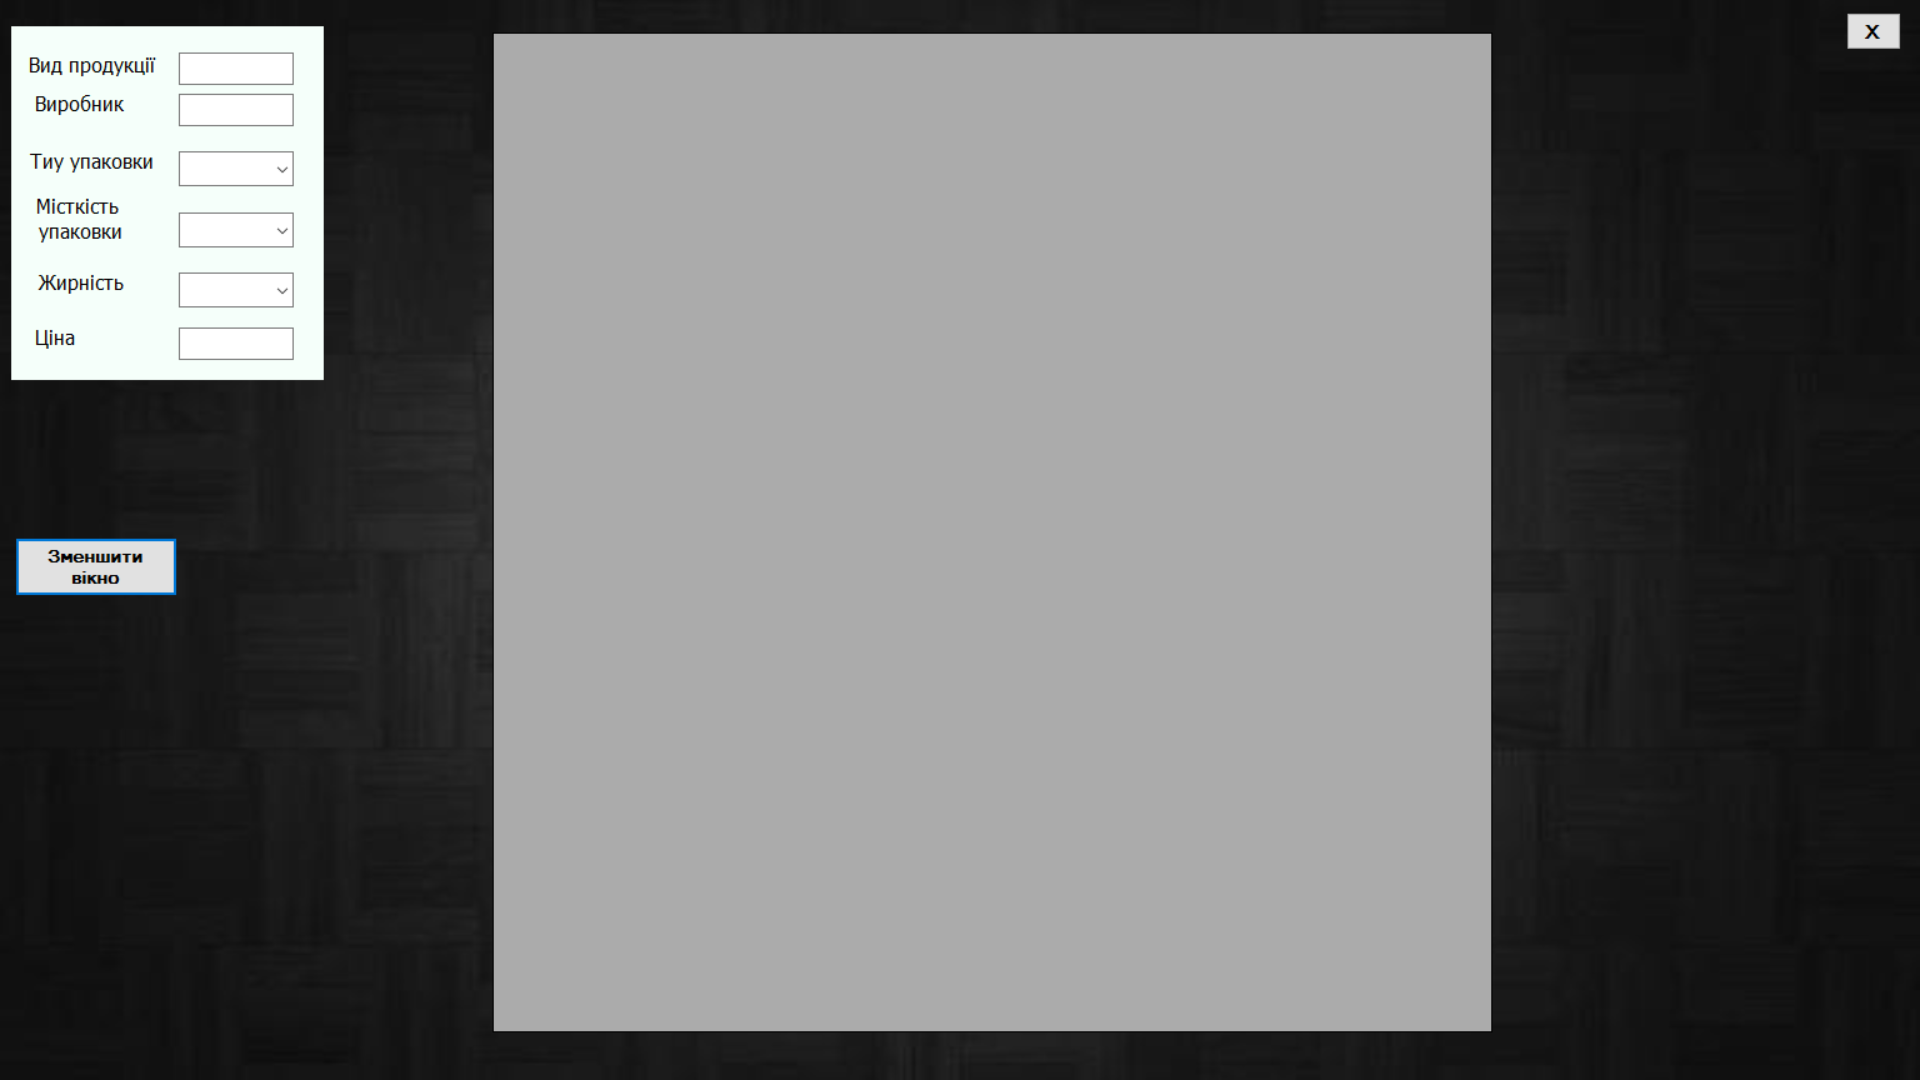 Вид продукції
Виробник
Тиу упаковки
Місткість
упаковки
Жирність
Ціна
Зменшити
вікно
X